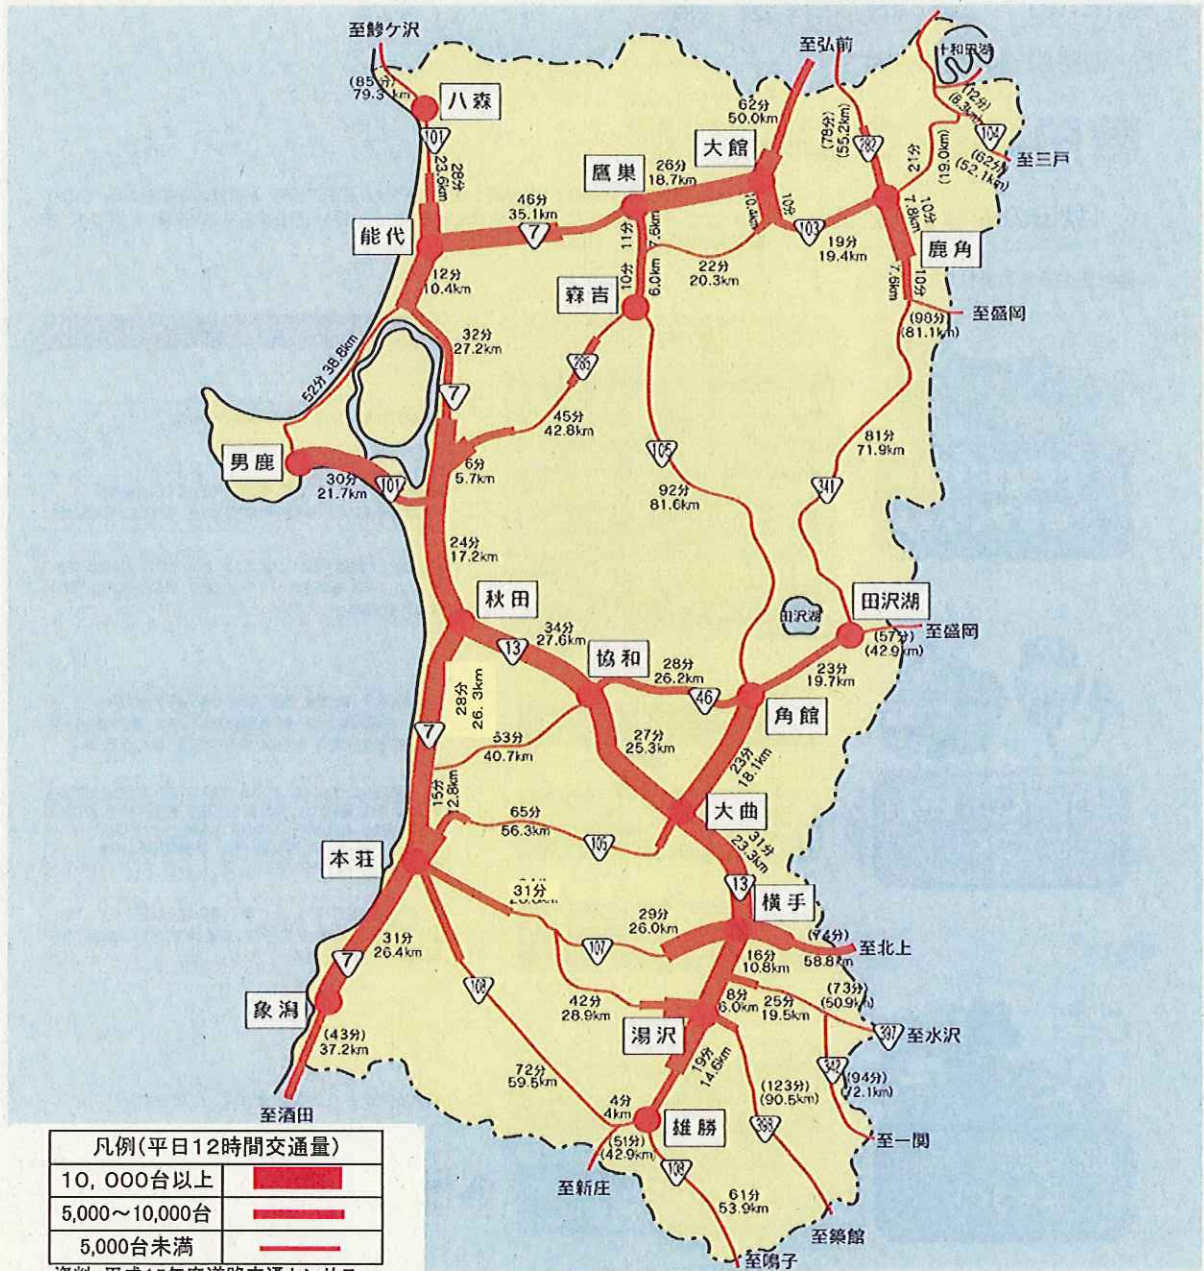 至鰺ケ沢
(85分)
79.3km
八森
101
28分
23.6km
能代
46分
35.1km
7
鷹巣
26分
18.7km
大館
62分
50.0km
至弘前
(78分)
(55.2km)
282
十和田湖
(12分)
(8.3km)
104
(62分)
(52.1km)
至三戸
21分
(19.0km)
10分
10.4km
103
19分
19.4km
10分
7.8km
鹿角
10分
7.6km
(98分)
(81.1km)
至盛岡
11分
7.6km
10分
6.0km
22分
20.3km
森吉
12分
10.4km
32分
27.2km
52分 38.8km
7
285
45分
42.8km
6分
5.7km
男鹿
30分
21.7km
101
105
92分
81.6km
81分
71.9km
341
24分
17.2km
秋田
34分
27.6km
13
協和
28分
26.2km
46
田沢湖
田沢湖
(57分)
(42.9km)
至盛岡
23分
19.7km
角館
28分
26.3km
7
53分
40.7km
27分
25.3km
23分
18.1km
大曲
15分
12.8km
65分
56.3km
105
31分
23.3km
13
本荘
31分
横手
29分
26.0km
107
(74分)
58.8km
至北上
31分
26.4km
7
象潟
(43分)
37.2km
至酒田
108
42分
28.9km
16分
10.8km
8分
6.0km
25分
19.5km
(73分)
(50.9km)
397
至水沢
湯沢
19分
14.6km
342
(94分)
(72.1km)
至一関
72分
59.5km
(123分)
(90.5km)
398
4分
4km
雄勝
(51分)
(42.9km)
至新庄
108
61分
53.9km
至築館
至鳴子
凡例(平日12時間交通量)
10,000台以上
5,000～10,000台
5,000台未満